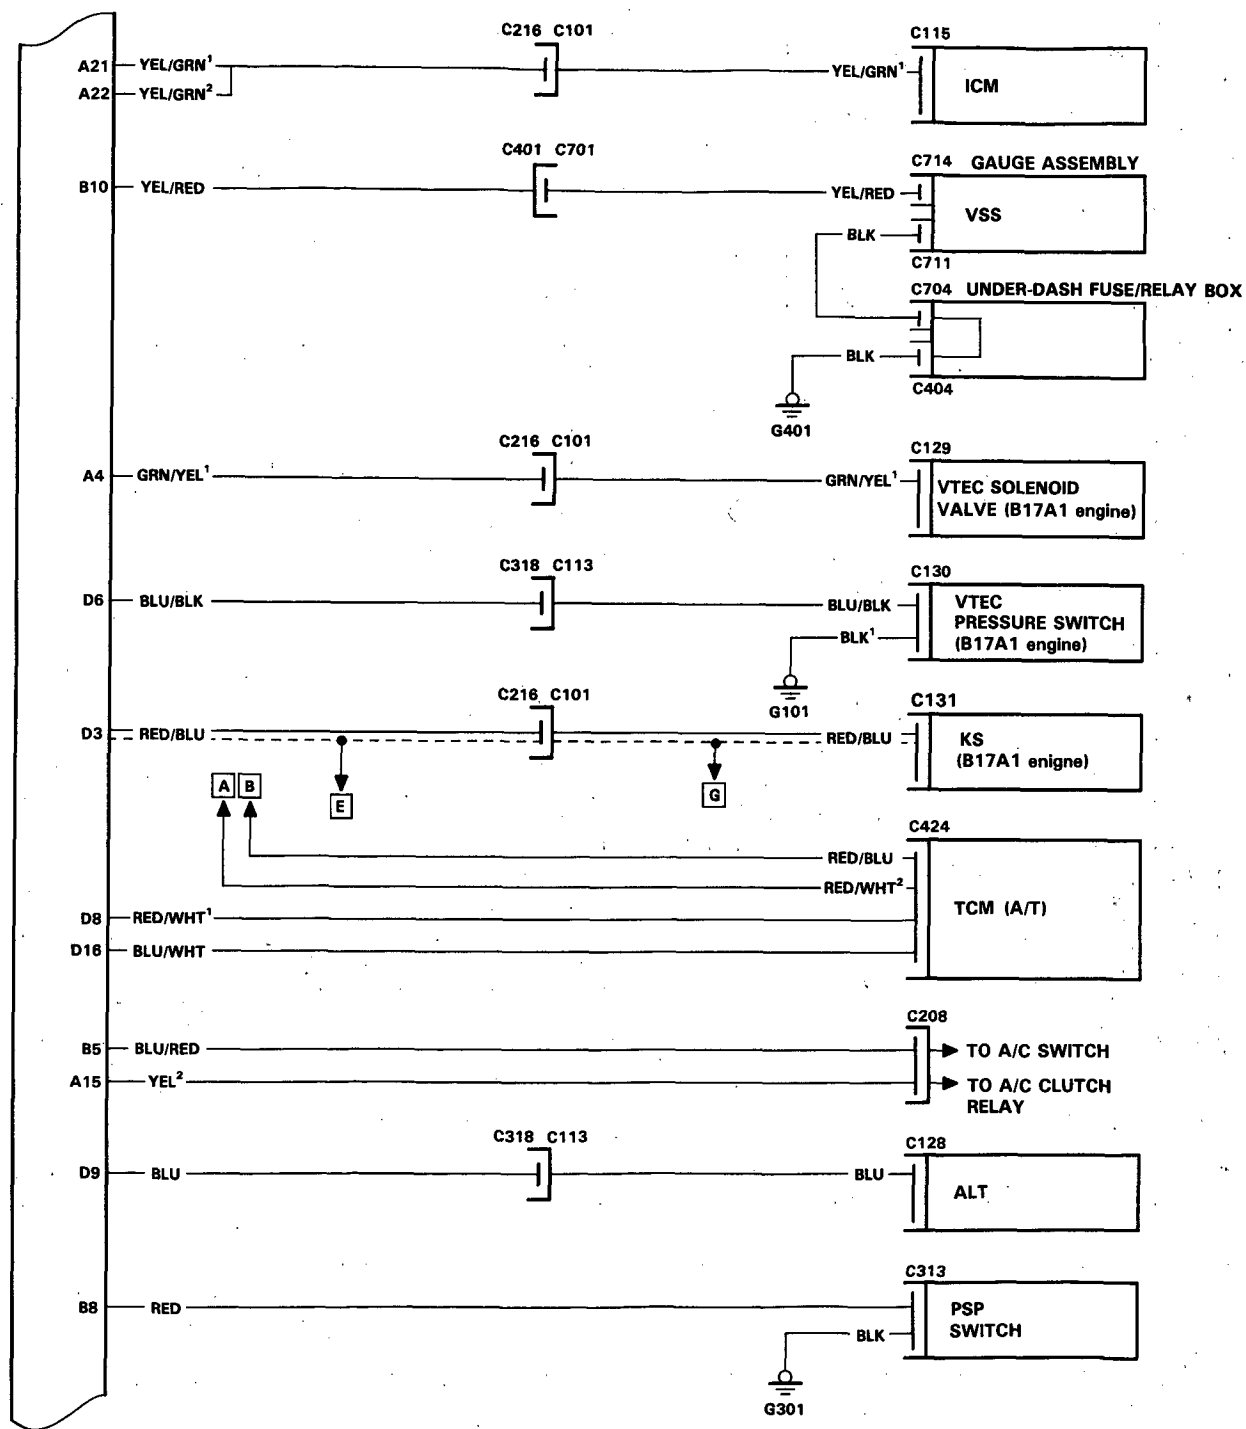 C216 C101
C115
A21 YEL/GRN¹ YEL/GRN¹ ICM
A22 YEL/GRN²
C401 C701
C714 GAUGE ASSEMBLY
B10 YEL/RED YEL/RED VSS
BLK
C711
C704 UNDER-DASH FUSE/RELAY BOX
BLK
C404
G401
C216 C101
C129
A4 GRN/YEL¹ GRN/YEL¹ VTEC SOLENOID
VALVE (B17A1 engine)
C318 C113
C130
D6 BLU/BLK BLU/BLK VTEC
PRESSURE SWITCH
BLK¹ (B17A1 engine)
G101
C216 C101
C131
D3 RED/BLU RED/BLU KS
(B17A1 enigne)
A B
E
G
C424
RED/BLU
RED/WHT²
TCM (A/T)
D8 RED/WHT¹
D16 BLU/WHT
C208
B5 BLU/RED TO A/C SWITCH
A15 YEL² TO A/C CLUTCH
RELAY
C318 C113
C128
D9 BLU BLU ALT
C313
B8 RED PSP
BLK SWITCH
G301